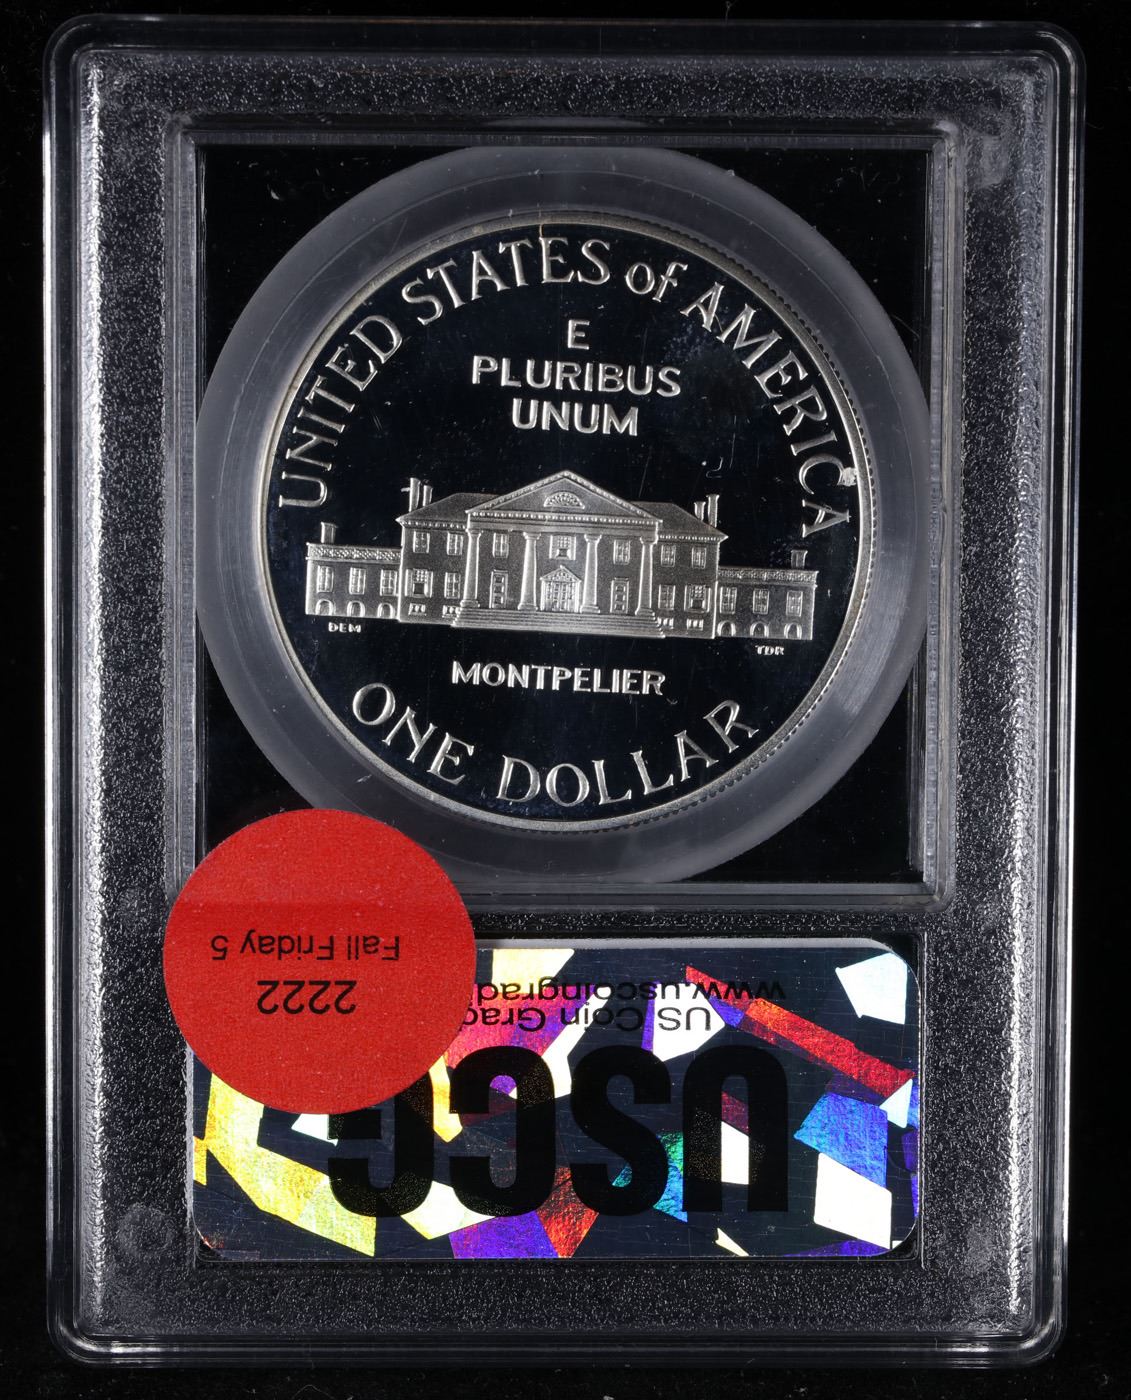 UNITED STATES of AMERICA
E
PLURIBUS
UNUM
DEM
TDR
MONTPELIER
ONE DOLLAR
2222
Fall Friday 5
USCG
US Coin
www.uscoingrad